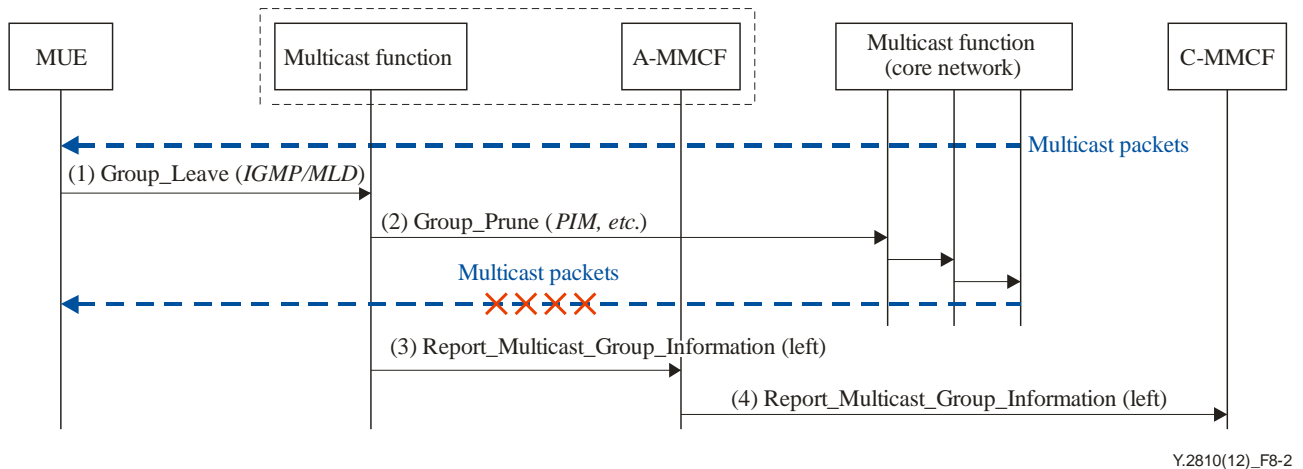 MUE
Multicast function
A-MMCF
Multicast function
(core network)
C-MMCF
Multicast packets
(1) Group_Leave (IGMP/MLD)
(2) Group_Prune (PIM, etc.)
Multicast packets
(3) Report_Multicast_Group_Information (left)
(4) Report_Multicast_Group_Information (left)
Y.2810(12)_F8-2